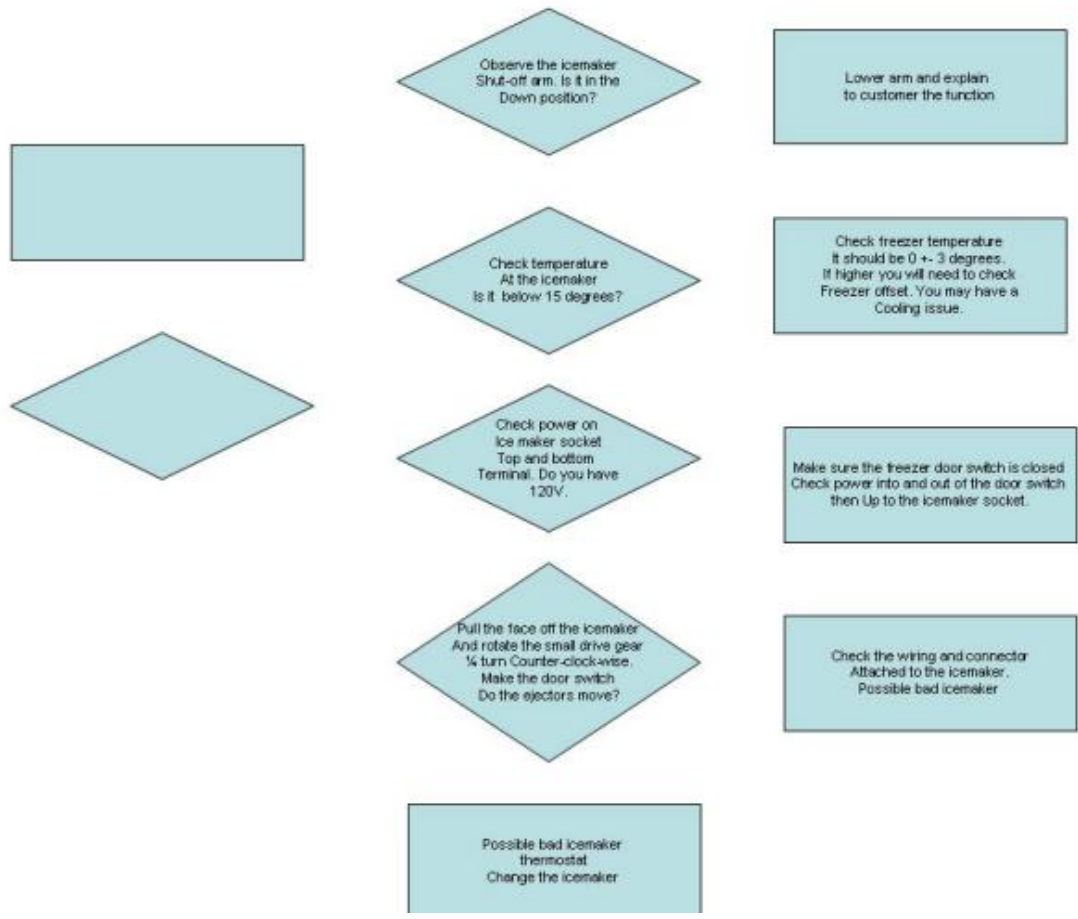 Observe the icemaker
Shut-off arm. Is it in the
Down position?
Lower arm and explain
to customer the function
Check temperature
At the icemaker
Is it below 15 degrees?
Check freezer temperature
It should be 0 +- 3 degrees.
If higher you will need to check
Freezer offset. You may have a
Cooling issue.
Check power on
Ice maker socket
Top and bottom
Terminal. Do you have
120V.
Make sure the freezer door switch is closed
Check power into and out of the door switch
then Up to the icemaker socket.
Pull the face off the icemaker
And rotate the small drive gear
¼ turn Counter-clock-wise.
Make the door switch
Do the ejectors move?
Check the wiring and connector
Attached to the icemaker.
Possible bad icemaker
Possible bad icemaker
thermostat
Change the icemaker